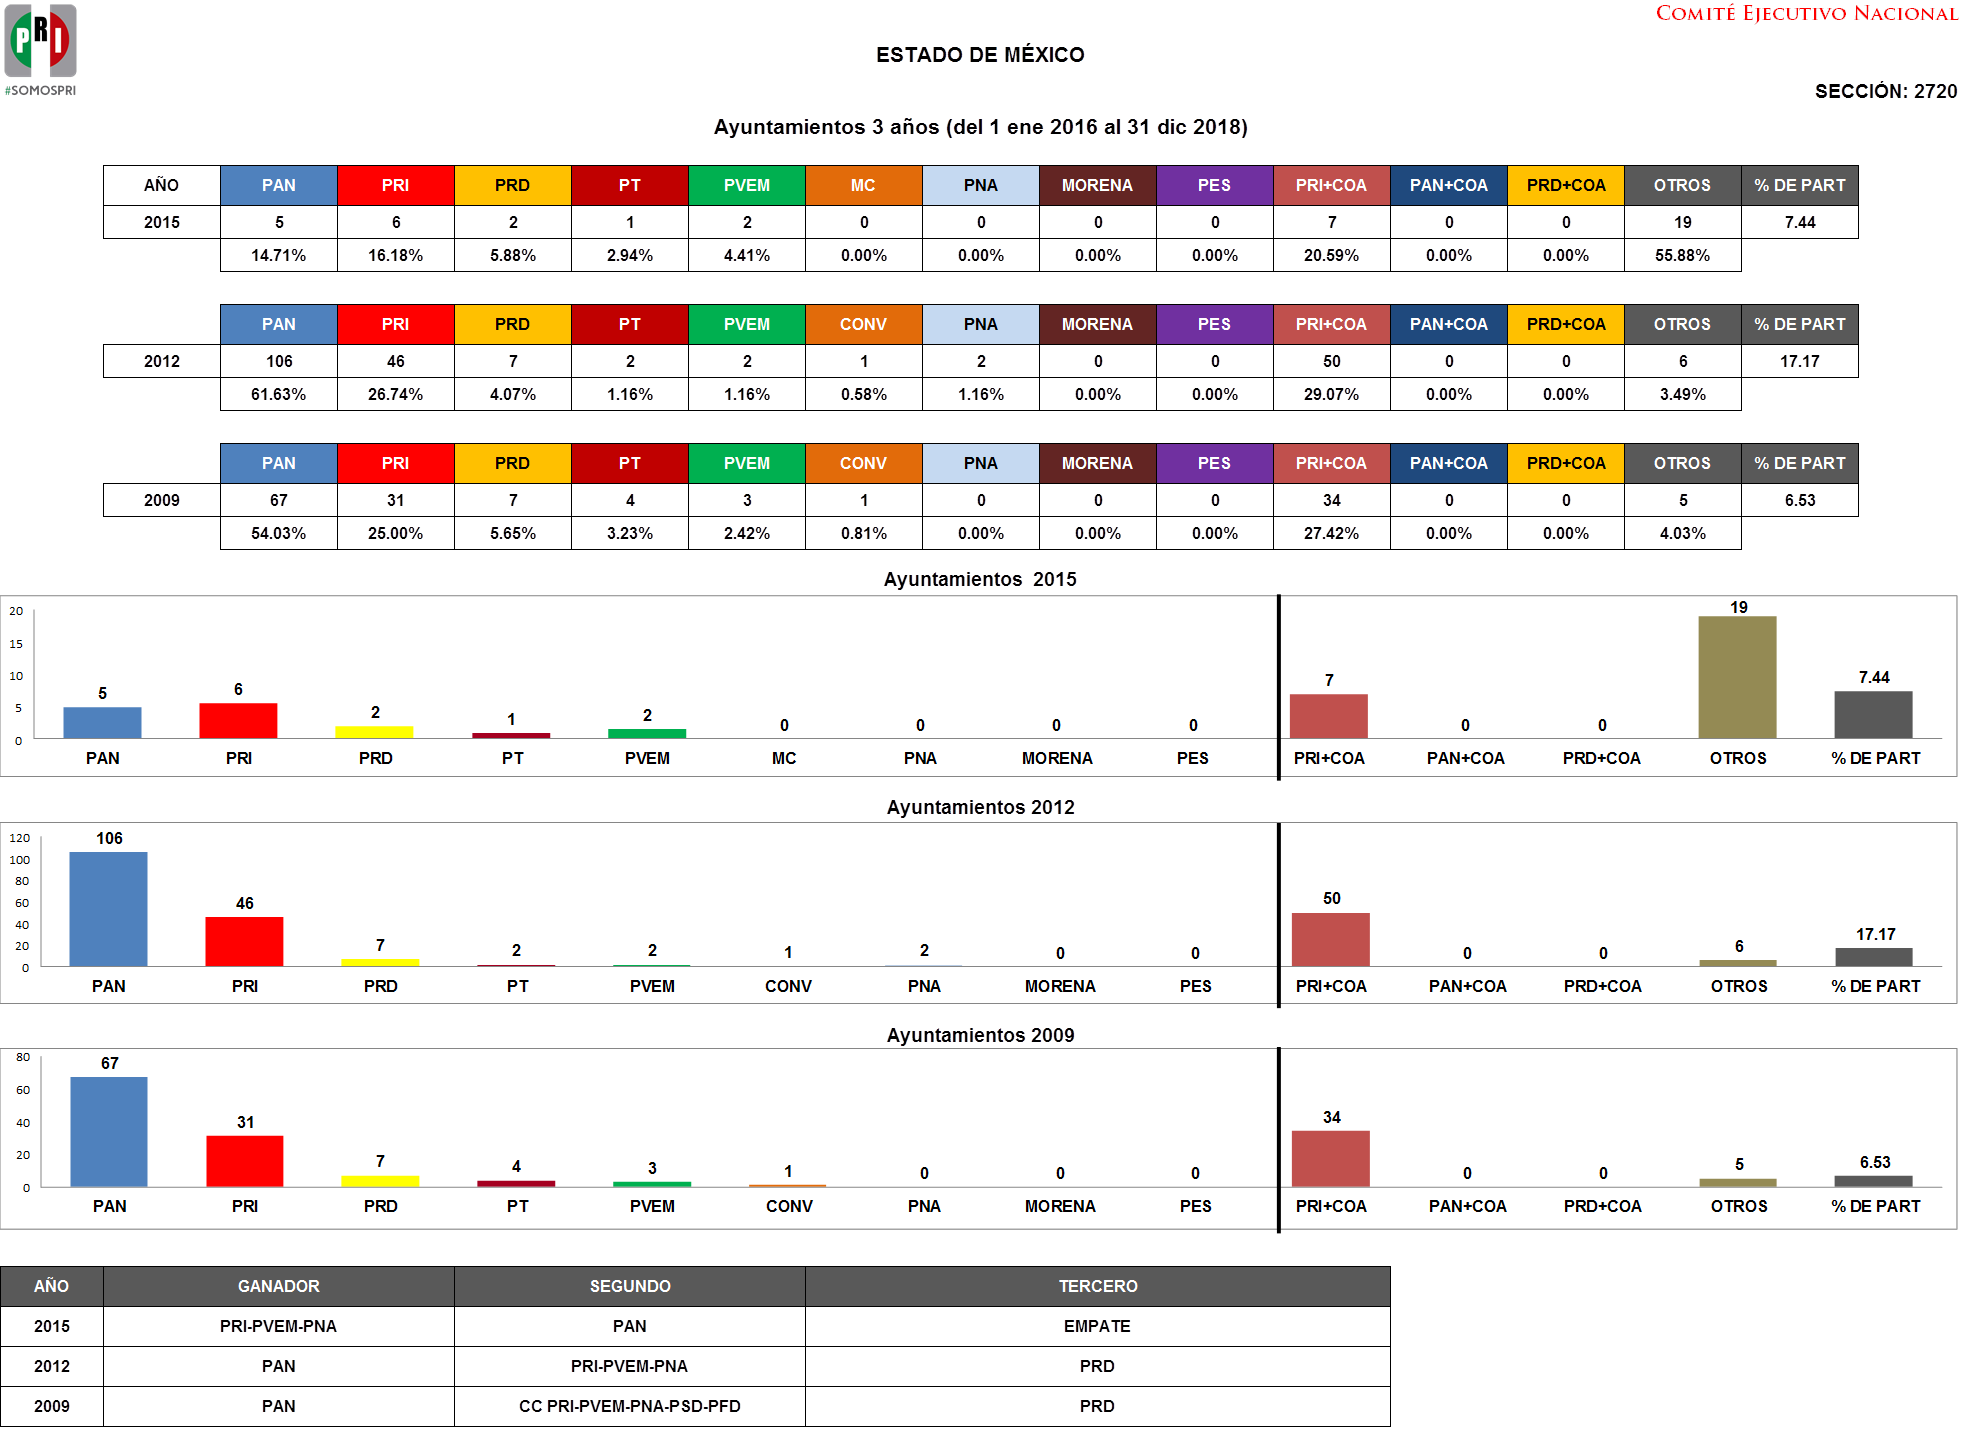 PRI
#SOMOSPRI
COMITÉ EJECUTIVO NACIONAL
ESTADO DE MÉXICO
SECCIÓN: 2720
Ayuntamientos 3 años (del 1 ene 2016 al 31 dic 2018)
AÑO PAN PRI PRD PT PVEM MC PNA MORENA PES PRI+COA PAN+COA PRD+COA OTROS % DE PART
2015 5 6 2 1 2 0 0 0 0 7 0 0 19 7.44
14.71% 16.18% 5.88% 2.94% 4.41% 0.00% 0.00% 0.00% 0.00% 20.59% 0.00% 0.00% 55.88%
PAN PRI PRD PT PVEM CONV PNA MORENA PES PRI+COA PAN+COA PRD+COA OTROS % DE PART
2012 106 46 7 2 2 1 2 0 0 50 0 0 6 17.17
61.63% 26.74% 4.07% 1.16% 1.16% 0.58% 1.16% 0.00% 0.00% 29.07% 0.00% 0.00% 3.49%
PAN PRI PRD PT PVEM CONV PNA MORENA PES PRI+COA PAN+COA PRD+COA OTROS % DE PART
2009 67 31 7 4 3 1 0 0 0 34 0 0 5 6.53
54.03% 25.00% 5.65% 3.23% 2.42% 0.81% 0.00% 0.00% 0.00% 27.42% 0.00% 0.00% 4.03%
Ayuntamientos 2015
20
15
10
5
0
5 6 2 1 2 0 0 0 0 7 0 0 19 7.44
PAN PRI PRD PT PVEM MC PNA MORENA PES PRI+COA PAN+COA PRD+COA OTROS % DE PART
Ayuntamientos 2012
120
100
80
60
40
20
0
106 46 7 2 2 1 2 0 0 50 0 0 6 17.17
PAN PRI PRD PT PVEM CONV PNA MORENA PES PRI+COA PAN+COA PRD+COA OTROS % DE PART
Ayuntamientos 2009
80
60
40
20
0
67 31 7 4 3 1 0 0 0 34 0 0 5 6.53
PAN PRI PRD PT PVEM CONV PNA MORENA PES PRI+COA PAN+COA PRD+COA OTROS % DE PART
AÑO GANADOR SEGUNDO TERCERO
2015 PRI-PVEM-PNA PAN EMPATE
2012 PAN PRI-PVEM-PNA PRD
2009 PAN CC PRI-PVEM-PNA-PSD-PFD PRD